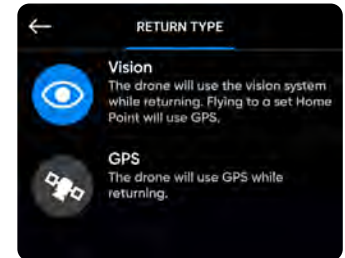 RETURN TYPE
Vision
The drone will use the vision system
while returning. Flying to a set Home
Point will use GPS.
GPS
The drone will use GPS while
returning.